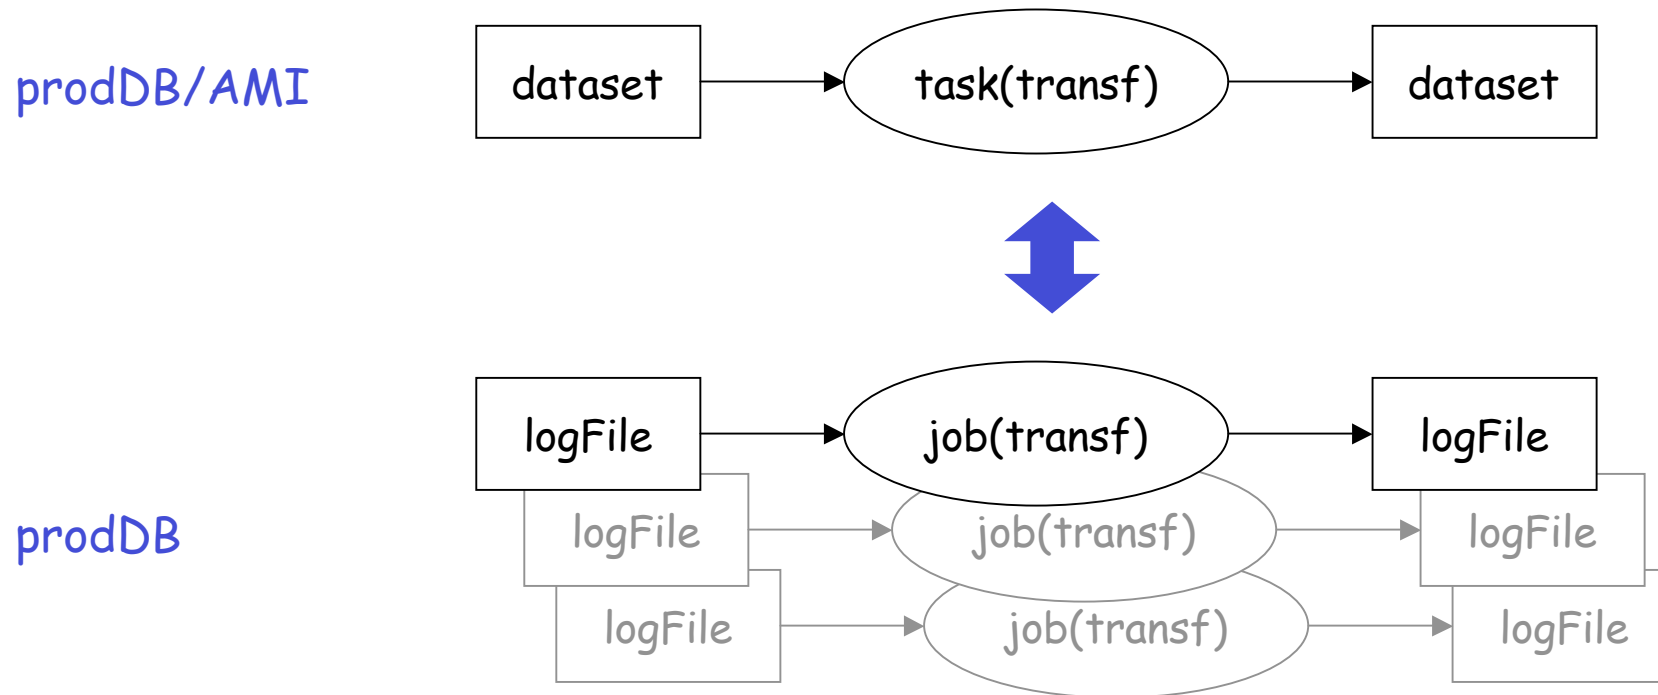 prodDB/AMI
dataset
task(transf)
dataset
logFile
job(transf)
logFile
prodDB
logFile
job(transf)
logFile
logFile
job(transf)
logFile